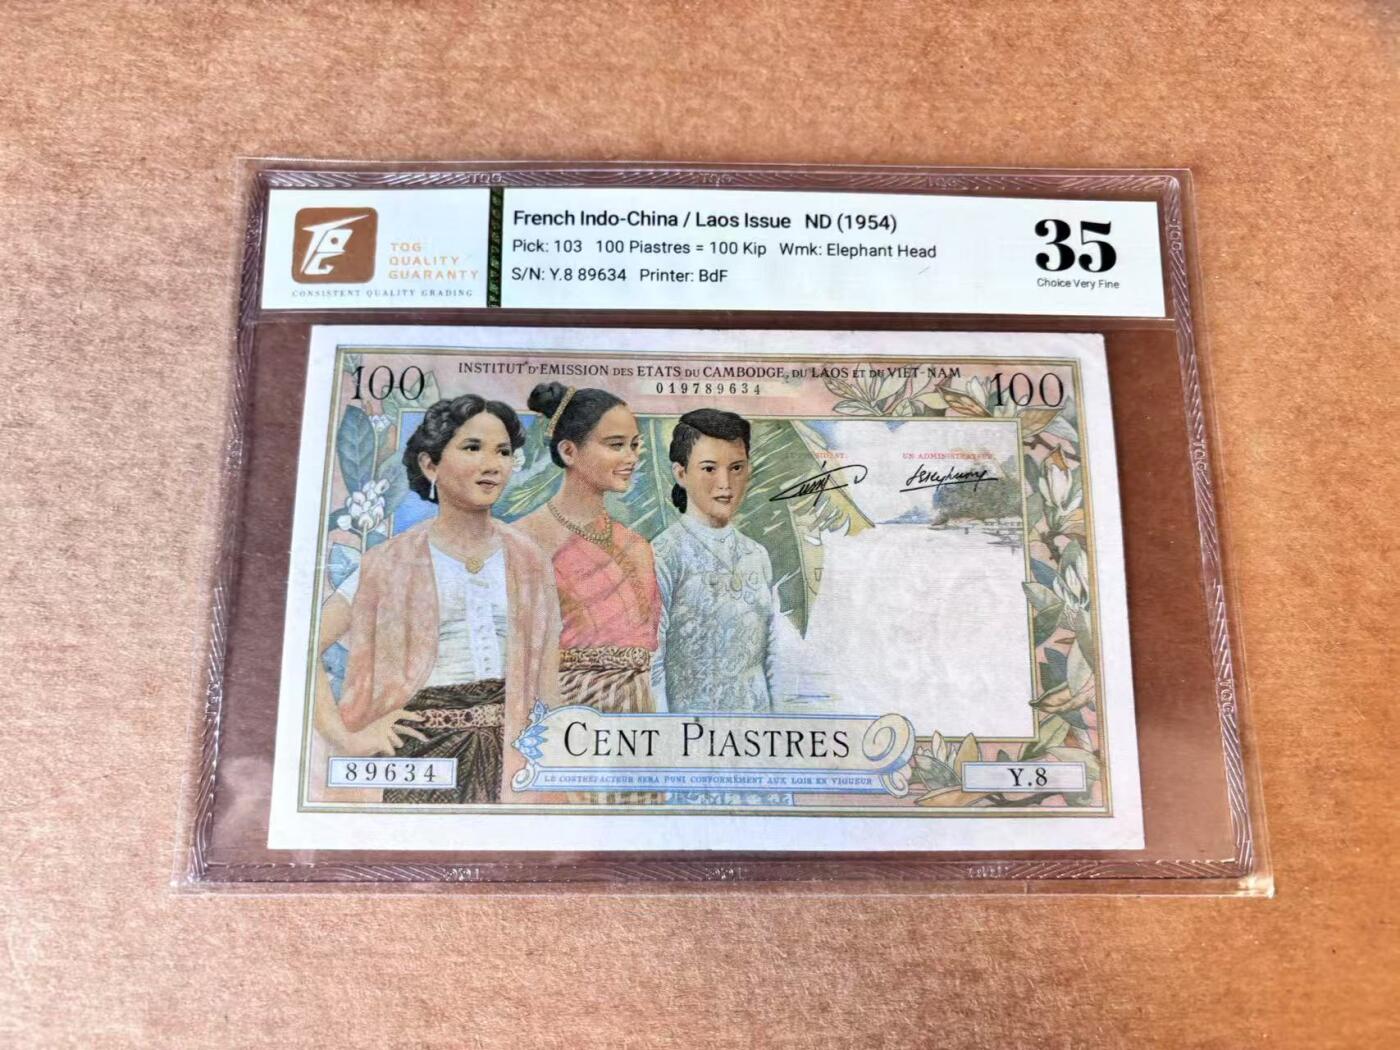 TQG
TQG
TQG
TQG
QUALITY
GUARANTY
CONSISTENT QUALITY GRADING
French Indo-China / Laos Issue ND (1954)
Pick: 103 100 Piastres = 100 Kip Wmk: Elephant Head
S/N: Y.8 89634 Printer: BdF
35
Choice Very Fine
INSTITUT D'EMISSION DES ETATS DU CAMBODGE, DU LAOS ET DU VIET-NAM
100
019789634
100
UN ADMINISTRATEUR,
CENT PIASTRES
LE CONTREFACTEUR SERA PUNI CONFORMÉMENT AUX LOIS EN VIGUEUR
89634
Y.8